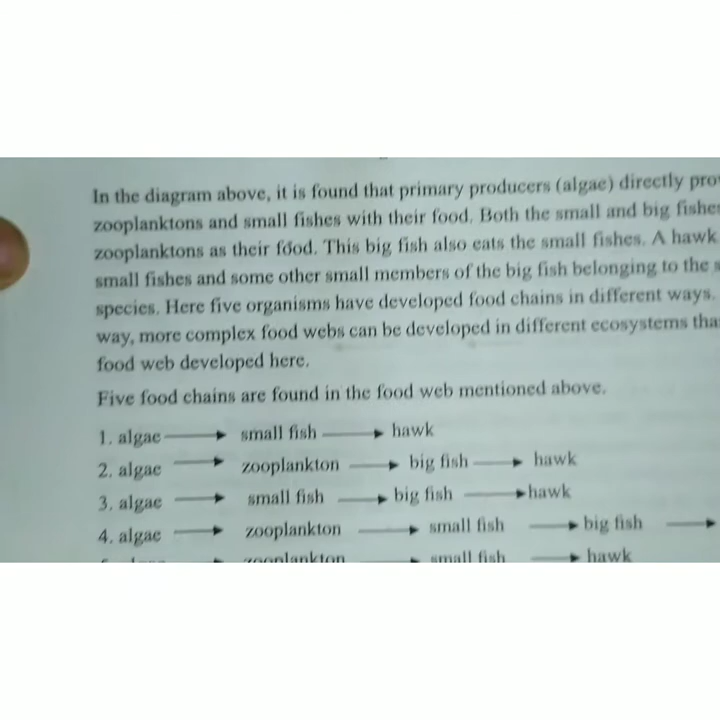 In the diagram above, it is found that primary producers (algae) directly
zooplanktons and small fishes with their food. Both the small and big
zooplanktons as their food. This big fish also eats the small fishes. A hawk
small fishes and some other small members of the big fish belonging to the
species. Here five organisms have developed food chains in different ways.
way, more complex food webs can be developed in different ecosystems
food web developed here.
Five food chains are found in the food web mentioned above.
1. algae → small fish → hawk
2. algae → zooplankton → big fish → hawk
3. algae → small fish → big fish → hawk
4. algae → zooplankton → small fish → big fish →
zooplankton → small fish → hawk